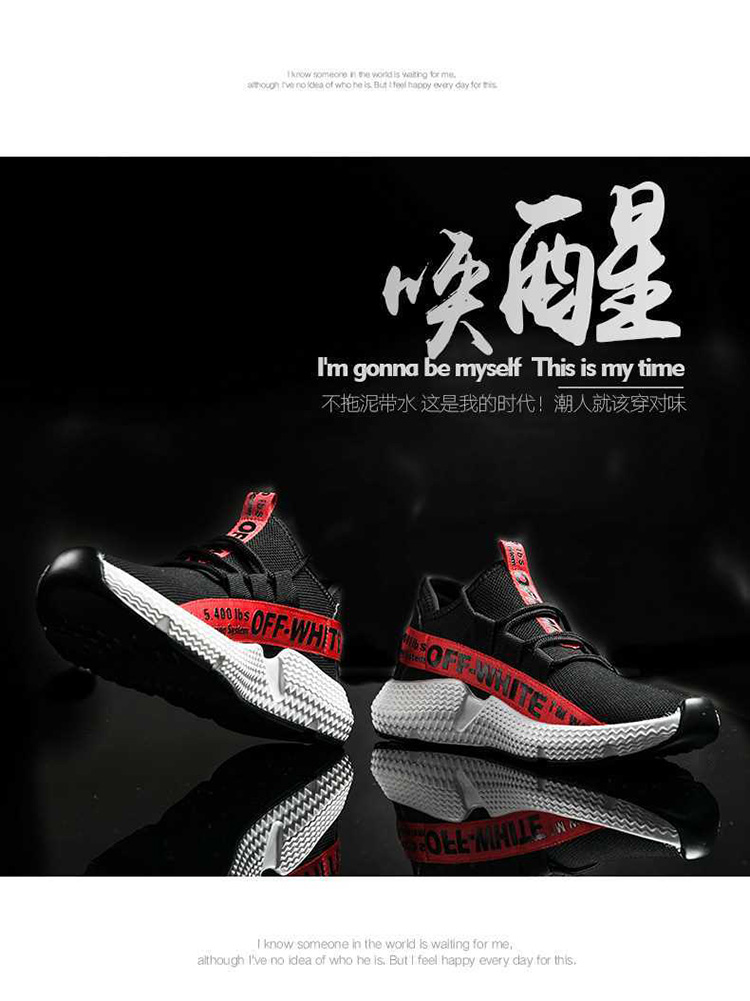 I know someone in the world is waiting for me,
although I've no idea of who he is. But I feel happy every day for this.
唤醒
I'm gonna be myself This is my time
不拖泥带水 这是我的时代！潮人就该穿对味
OFF
5.400 lbs
OFF-WHITE
lbs
OFF-WHITE
OFF-WHITE
I know someone in the world is waiting for me,
although I've no idea of who he is. But I feel happy every day for this.